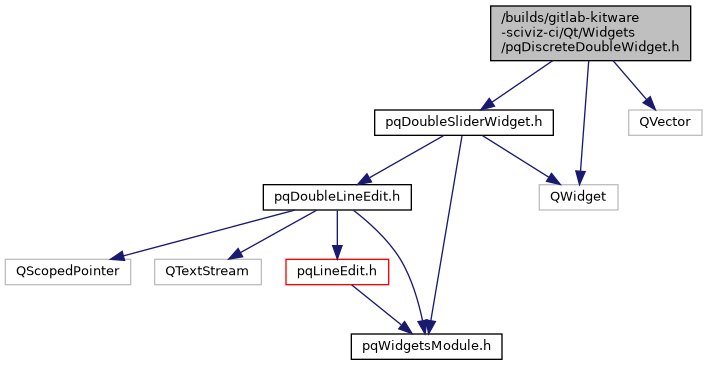 /builds/gitlab-kitware
-sciviz-ci/Qt/Widgets
/pqDiscreteDoubleWidget.h
pqDoubleSliderWidget.h
QVector
pqDoubleLineEdit.h
QWidget
QScopedPointer
QTextStream
pqLineEdit.h
pqWidgetsModule.h